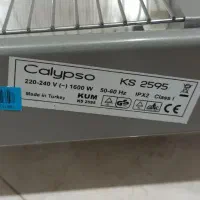 Calypso KS 2595
220-240 V (~) 1600 W 50-60 Hz IPX2 Class I
Made in Turkey KUM
KS 2595